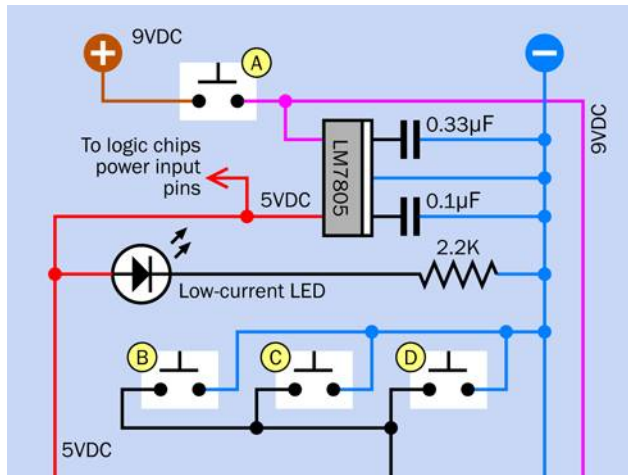 9VDC
A
0.33µF
LM7805
9VDC
To logic chips
power input
pins
5VDC
0.1µF
2.2K
Low-current LED
B
C
D
5VDC